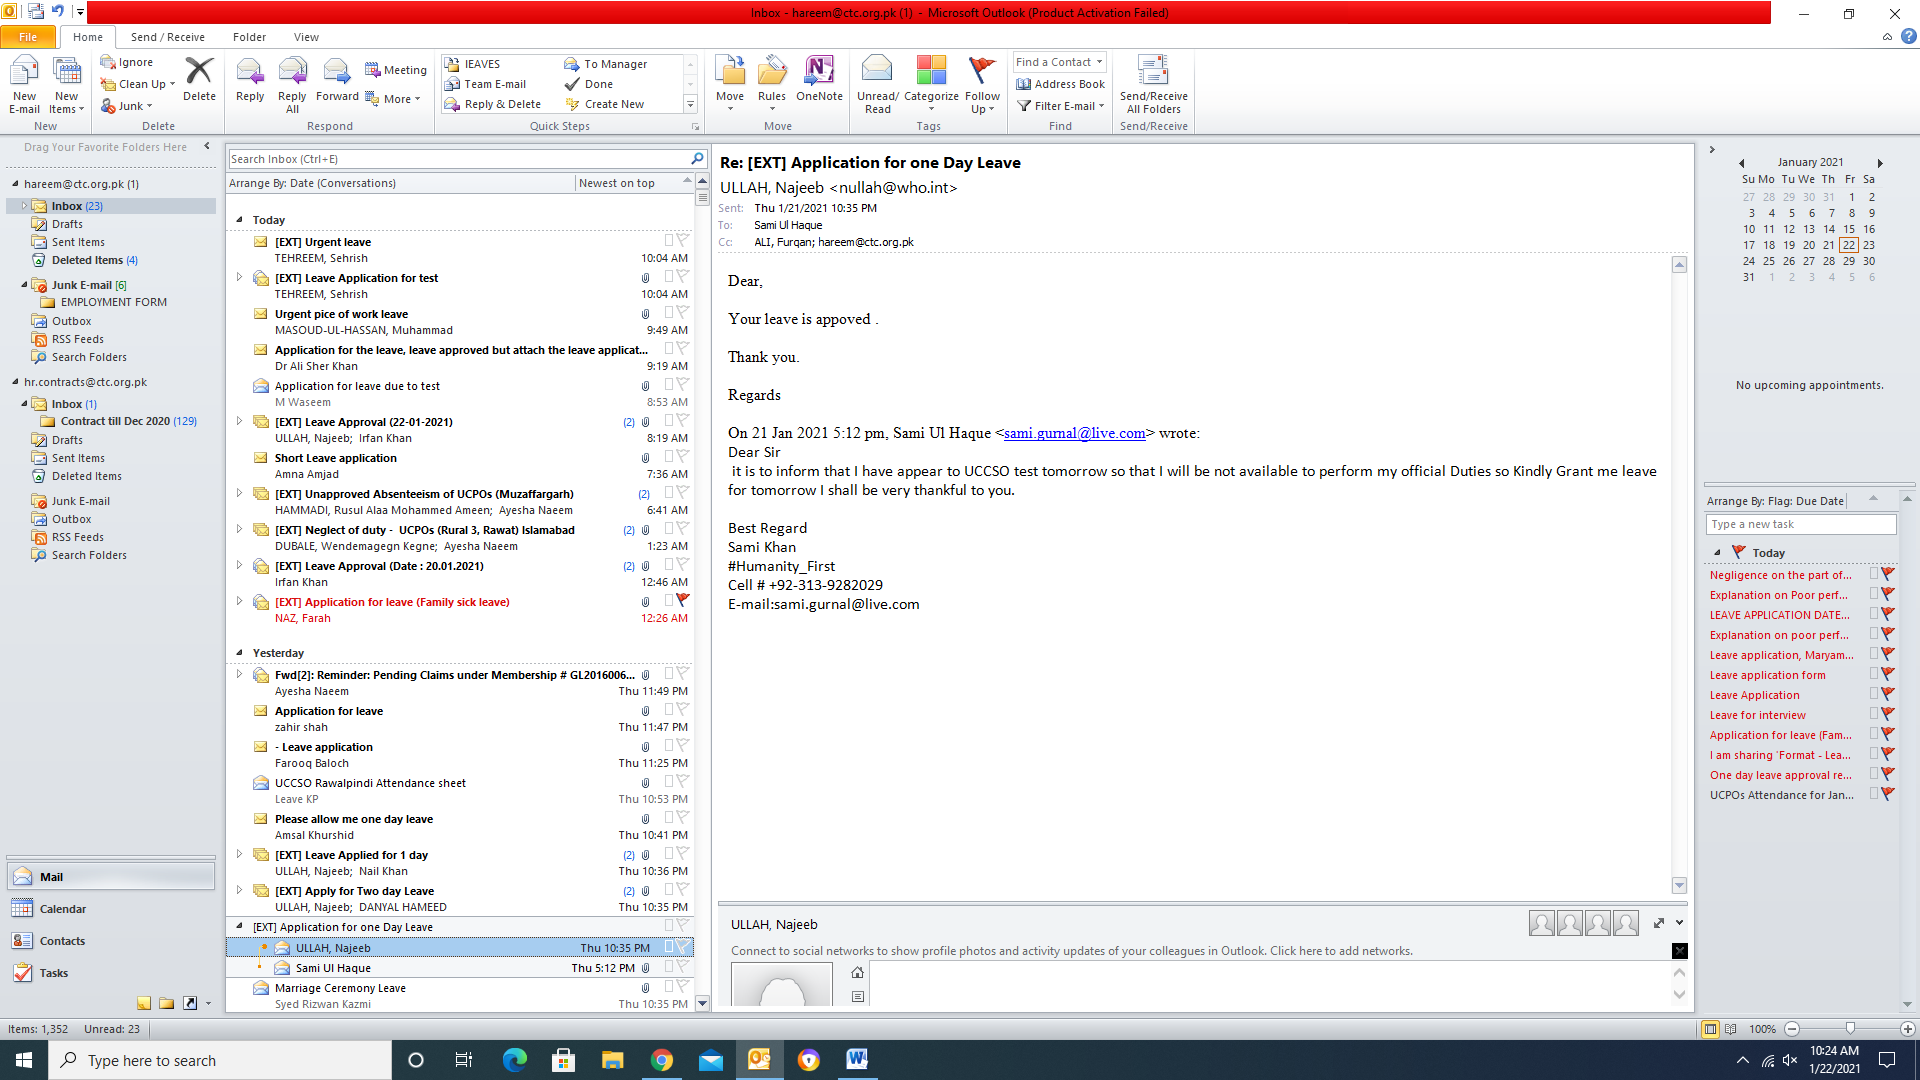 Inbox - hareem@ctc.org.pk (1) - Microsoft Outlook (Product Activation Failed)
File Home Send / Receive Folder View
New E-mail
New Items
New
Ignore
Clean Up
Junk
Delete
Delete
Reply
Reply All
Forward
Meeting
More
Respond
lEAVES
Team E-mail
Reply & Delete
To Manager
Done
Create New
Quick Steps
Move
Rules
OneNote
Move
Unread/ Read
Categorize
Follow Up
Tags
Find a Contact
Address Book
Filter E-mail
Find
Send/Receive All Folders
Send/Receive
Drag Your Favorite Folders Here
hareem@ctc.org.pk (1)
Inbox (23)
Drafts
Sent Items
Deleted Items (4)
Junk E-mail [6]
EMPLOYMENT FORM
Outbox
RSS Feeds
Search Folders
hr.contracts@ctc.org.pk
Inbox (1)
Contract till Dec 2020 (129)
Drafts
Sent Items
Deleted Items
Junk E-mail
Outbox
RSS Feeds
Search Folders
Mail
Calendar
Contacts
Tasks
Search Inbox (Ctrl+E)
Arrange By: Date (Conversations) Newest on top
Today
[EXT] Urgent leave
TEHREEM, Sehrish 10:04 AM
[EXT] Leave Application for test
TEHREEM, Sehrish 10:04 AM
Urgent pice of work leave
MASOUD-UL-HASSAN, Muhammad 9:49 AM
Application for the leave, leave approved but attach the leave applicat...
Dr Ali Sher Khan 9:19 AM
Application for leave due to test
M Waseem 8:53 AM
[EXT] Leave Approval (22-01-2021) (2)
ULLAH, Najeeb; Irfan Khan 8:19 AM
Short Leave application
Amna Amjad 7:36 AM
[EXT] Unapproved Absenteeism of UCPOs (Muzaffargarh) (2)
HAMMADI, Rusul Alaa Mohammed Ameen; Ayesha Naeem 6:41 AM
[EXT] Neglect of duty - UCPOs (Rural 3, Rawat) Islamabad (2)
DUBALE, Wendemagegn Kegne; Ayesha Naeem 1:23 AM
[EXT] Leave Approval (Date : 20.01.2021) (2)
Irfan Khan 12:46 AM
[EXT] Application for leave (Family sick leave)
NAZ, Farah 12:26 AM
Yesterday
Fwd[2]: Reminder: Pending Claims under Membership # GL2016006...
Ayesha Naeem Thu 11:49 PM
Application for leave
zahir shah Thu 11:47 PM
- Leave application
Farooq Baloch Thu 11:25 PM
UCCSO Rawalpindi Attendance sheet
Leave KP Thu 10:53 PM
Please allow me one day leave
Amsal Khurshid Thu 10:41 PM
[EXT] Leave Applied for 1 day (2)
ULLAH, Najeeb; Nail Khan Thu 10:36 PM
[EXT] Apply for Two day Leave (2)
ULLAH, Najeeb; DANYAL HAMEED Thu 10:35 PM
[EXT] Application for one Day Leave
ULLAH, Najeeb Thu 10:35 PM
Sami Ul Haque Thu 5:12 PM
Marriage Ceremony Leave
Syed Rizwan Kazmi Thu 10:35 PM
Re: [EXT] Application for one Day Leave
ULLAH, Najeeb <nullah@who.int>
Sent: Thu 1/21/2021 10:35 PM
To: Sami Ul Haque
Cc: ALI, Furqan; hareem@ctc.org.pk
Dear,
Your leave is appoved .
Thank you.
Regards
On 21 Jan 2021 5:12 pm, Sami Ul Haque <sami.gurnal@live.com> wrote:
Dear Sir
it is to inform that I have appear to UCCSO test tomorrow so that I will be not available to perform my official Duties so Kindly Grant me leave
for tomorrow I shall be very thankful to you.
Best Regard
Sami Khan
#Humanity_First
Cell # +92-313-9282029
E-mail:sami.gurnal@live.com
ULLAH, Najeeb
Connect to social networks to show profile photos and activity updates of your colleagues in Outlook. Click here to add networks.
January 2021
Su Mo Tu We Th Fr Sa
27 28 29 30 31 1 2
3 4 5 6 7 8 9
10 11 12 13 14 15 16
17 18 19 20 21 22 23
24 25 26 27 28 29 30
31 1 2 3 4 5 6
No upcoming appointments.
Arrange By: Flag: Due Date
Type a new task
Today
Negligence on the part of...
Explanation on Poor perf...
LEAVE APPLICATION DATE...
Explanation on poor perf...
Leave application, Maryam...
Leave application form
Leave Application
Leave for interview
Application for leave (Fam...
I am sharing 'Format - Lea...
One day leave approval re...
UCPOs Attendance for Jan...
Items: 1,352 Unread: 23
100%
Type here to search
10:24 AM
1/22/2021